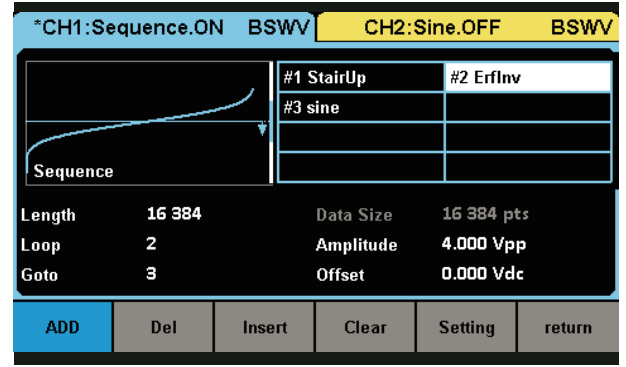 *CH1:Sequence.ON BSWV CH2:Sine.OFF BSWV
#1 StairUp #2 ErfInv
#3 sine
Sequence
Length 16 384 Data Size 16 384 pts
Loop 2 Amplitude 4.000 Vpp
Goto 3 Offset 0.000 Vdc
ADD Del Insert Clear Setting return